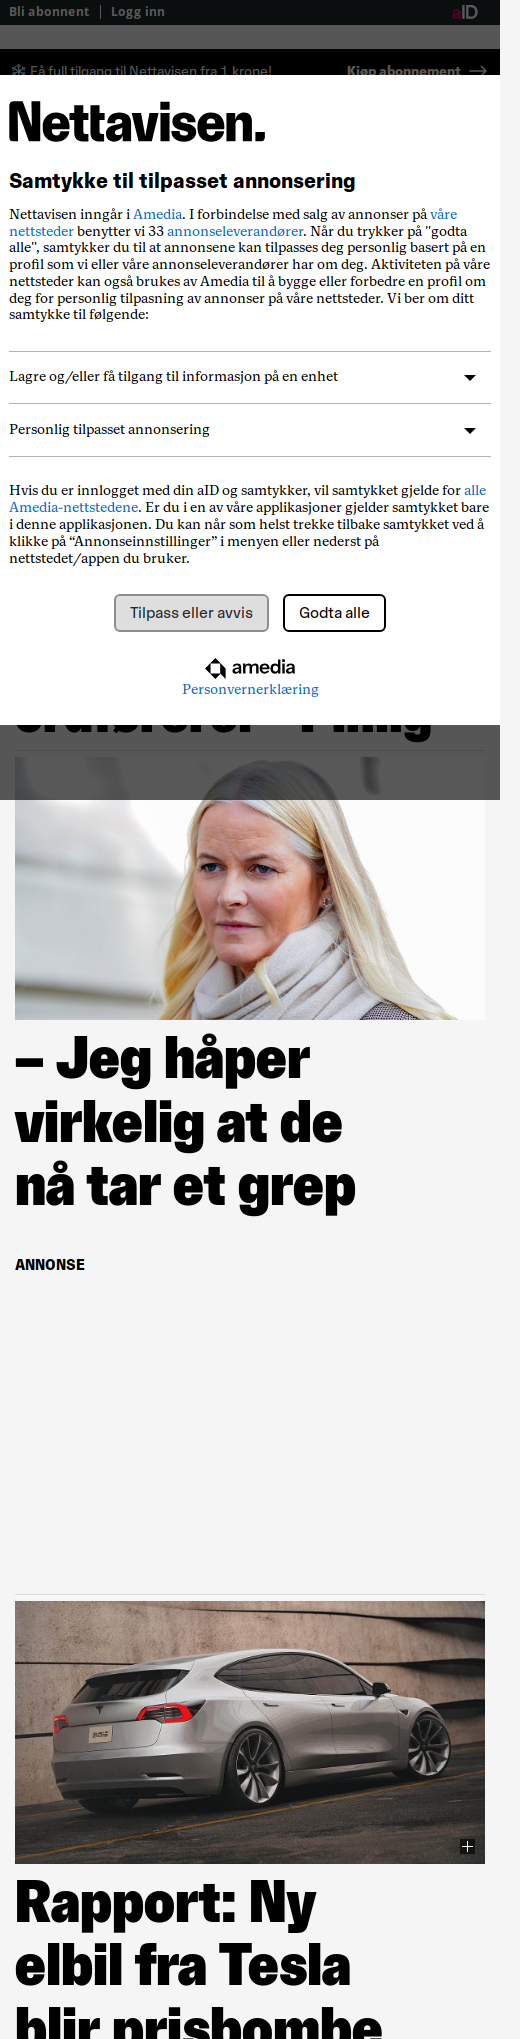 Bli abonnent | Logg inn aID
Få full tilgang til Nettavisen fra 1 krone! Kjøp abonnement
Nettavisen.
Samtykke til tilpasset annonsering
Nettavisen inngår i Amedia. I forbindelse med salg av annonser på våre
nettsteder benytter vi 33 annonseleverandører. Når du trykker på "godta
alle", samtykker du til at annonsene kan tilpasses deg personlig basert på en
profil som vi eller våre annonseleverandører har om deg. Aktiviteten på våre
nettsteder kan også brukes av Amedia til å bygge eller forbedre en profil om
deg for personlig tilpasning av annonser på våre nettsteder. Vi ber om ditt
samtykke til følgende:
Lagre og/eller få tilgang til informasjon på en enhet
Personlig tilpasset annonsering
Hvis du er innlogget med din aID og samtykker, vil samtykket gjelde for alle
Amedia-nettstedene. Er du i en av våre applikasjoner gjelder samtykket bare
i denne applikasjonen. Du kan når som helst trekke tilbake samtykket ved å
klikke på “Annonseinnstillinger” i menyen eller nederst på
nettstedet/appen du bruker.
Tilpass eller avvis Godta alle
amedia
Personvernerklæring
– Jeg håper
virkelig at de
nå tar et grep
ANNONSE
Rapport: Ny
elbil fra Tesla
blir prisbombe